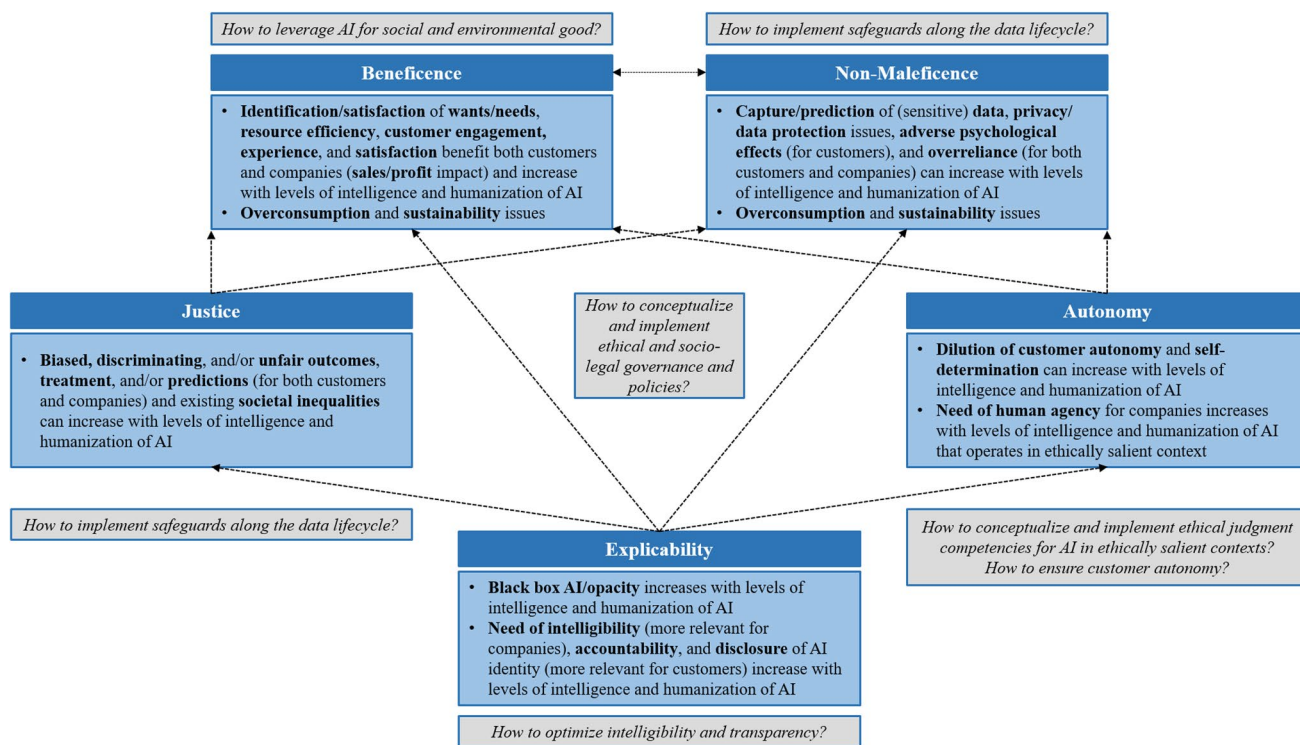 How to leverage AI for social and environmental good?
How to implement safeguards along the data lifecycle?
Beneficence
• Identification/satisfaction of wants/needs,
resource efficiency, customer engagement,
experience, and satisfaction benefit both customers
and companies (sales/profit impact) and increase
with levels of intelligence and humanization of AI
• Overconsumption and sustainability issues
Non-Maleficence
• Capture/prediction of (sensitive) data, privacy/
data protection issues, adverse psychological
effects (for customers), and overreliance (for both
customers and companies) can increase with levels
of intelligence and humanization of AI
• Overconsumption and sustainability issues
Justice
• Biased, discriminating, and/or unfair outcomes,
treatment, and/or predictions (for both customers
and companies) and existing societal inequalities
can increase with levels of intelligence and
humanization of AI
How to conceptualize
and implement
ethical and socio-
legal governance and
policies?
Autonomy
• Dilution of customer autonomy and self-
determination can increase with levels of
intelligence and humanization of AI
• Need of human agency for companies increases
with levels of intelligence and humanization of AI
that operates in ethically salient context
How to implement safeguards along the data lifecycle?
How to conceptualize and implement ethical judgment
competencies for AI in ethically salient contexts?
How to ensure customer autonomy?
Explicability
• Black box AI/opacity increases with levels of
intelligence and humanization of AI
• Need of intelligibility (more relevant for
companies), accountability, and disclosure of AI
identity (more relevant for customers) increase with
levels of intelligence and humanization of AI
How to optimize intelligibility and transparency?